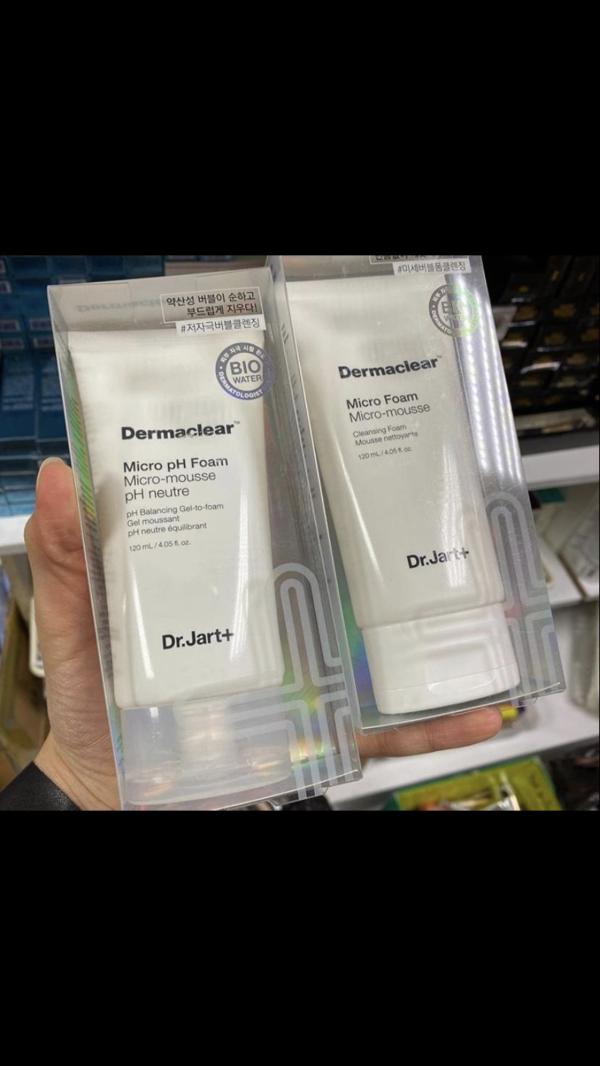 약산성 버블이 순하고
부드럽게 지우다!
#저자극버블클렌징
BIO
WATER
DERMATOLOGIST
Dermaclear™
Micro pH Foam
Micro-mousse
pH neutre
pH Balancing Gel-to-foam
Gel moussant
pH neutre équilibrant
120 mL / 4.05 fl. oz.
Dr.Jart+
#미세버블폼클렌징
BIO
Dermaclear™
Micro Foam
Micro-mousse
Cleansing Foam
Mousse nettoyante
120 mL / 4.05 fl. oz.
Dr.Jart+